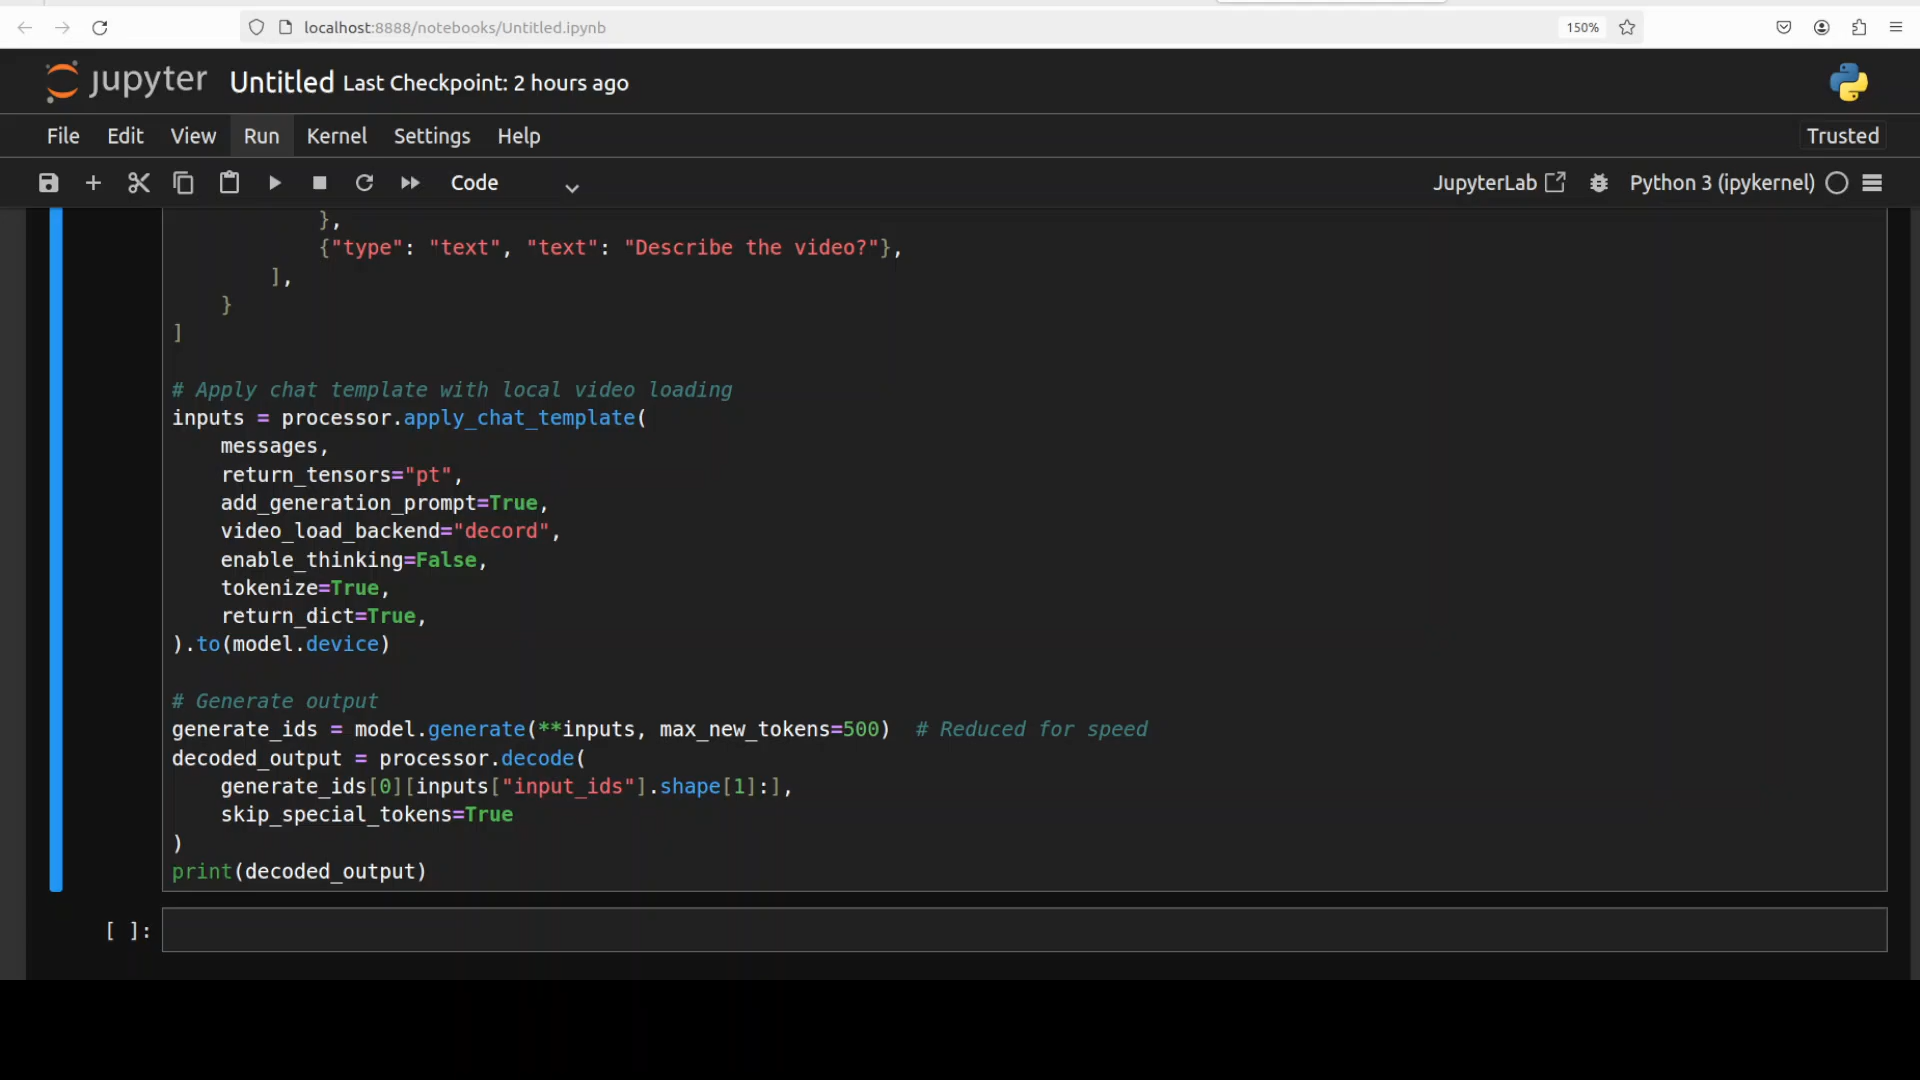 localhost:8888/notebooks/Untitled.ipynb
150%
jupyter Untitled Last Checkpoint: 2 hours ago
File Edit View Run Kernel Settings Help Trusted
Code JupyterLab Python 3 (ipykernel)
},
{"type": "text", "text": "Describe the video?"},
],
}
]
# Apply chat template with local video loading
inputs = processor.apply_chat_template(
messages,
return_tensors="pt",
add_generation_prompt=True,
video_load_backend="decord",
enable_thinking=False,
tokenize=True,
return_dict=True,
).to(model.device)
# Generate output
generate_ids = model.generate(**inputs, max_new_tokens=500)  # Reduced for speed
decoded_output = processor.decode(
generate_ids[0][inputs["input_ids"].shape[1]:],
skip_special_tokens=True
)
print(decoded_output)
[ ]: